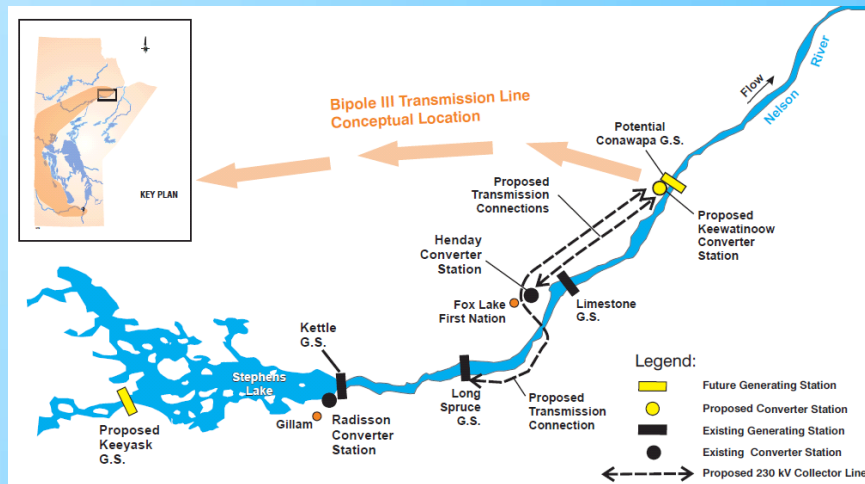 KEY PLAN
Bipole III Transmission Line
Conceptual Location
Flow
Nelson
River
Potential
Conawapa G.S.
Proposed
Transmission
Connections
Proposed
Keewatinoow
Converter
Station
Henday
Converter
Station
Fox Lake
First Nation
Limestone
G.S.
Kettle
G.S.
Stephens
Lake
Gillam
Radisson
Converter
Station
Long
Spruce
G.S.
Proposed
Transmission
Connection
Proposed
Keeyask
G.S.
Legend:
Future Generating Station
Proposed Converter Station
Existing Generating Station
Existing Converter Station
Proposed 230 kV Collector Line